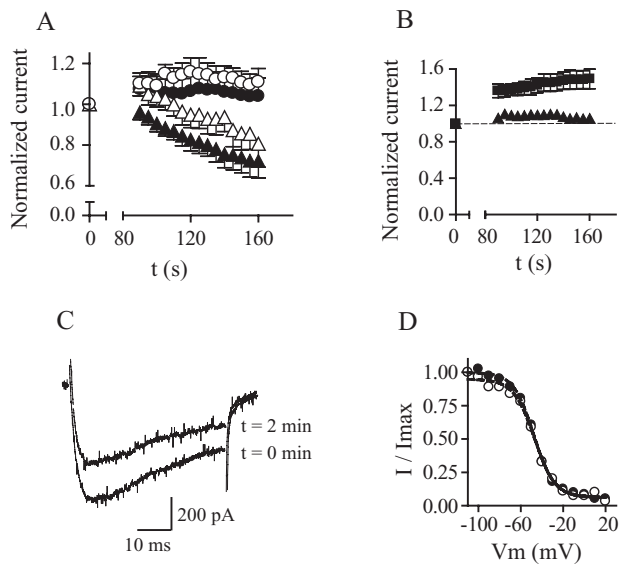 A
Normalized current
1.2
1.0
0.8
0.6
0.0
0
80
120
160
t (s)
B
Normalized current
1.6
1.2
0.8
0.4
0.0
0
80
120
160
t (s)
C
t = 2 min
t = 0 min
200 pA
10 ms
D
I / Imax
1.00
0.75
0.50
0.25
0.00
-100
-60
-20
20
Vm (mV)